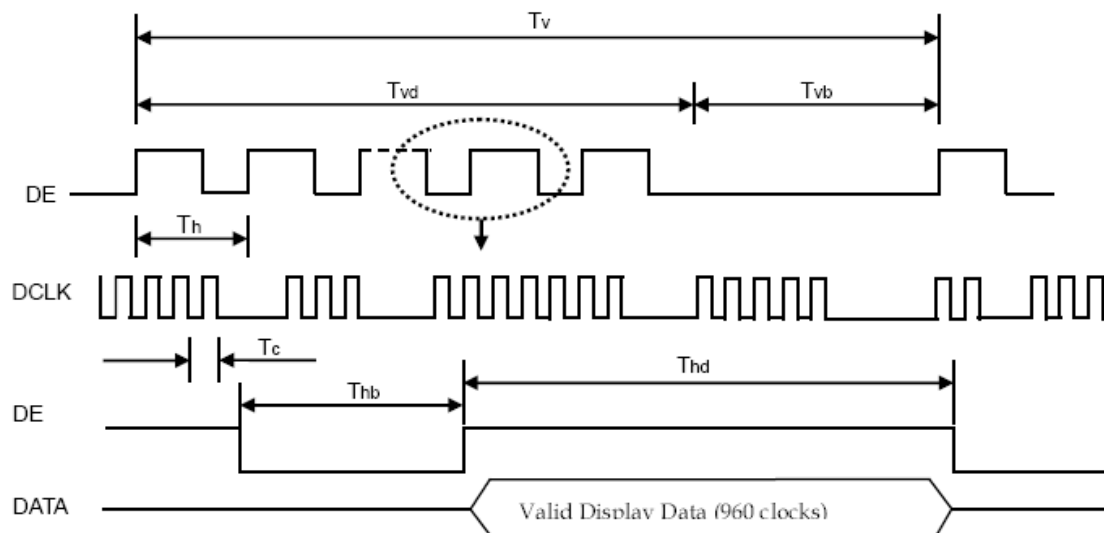 Tv
Tvd
Tvb
DE
Th
DCLK
Tc
Thd
Thb
DE
DATA
Valid Display Data (960 clocks)